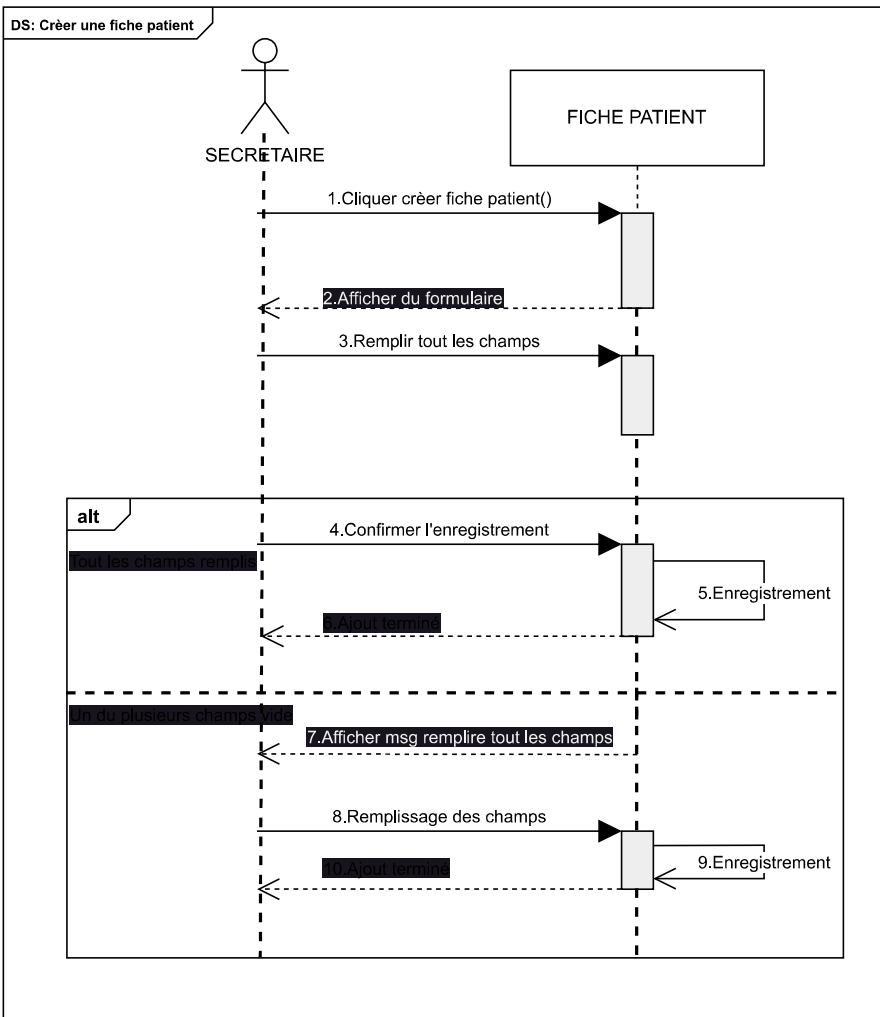 DS: Crèer une fiche patient
FICHE PATIENT
SECRETAIRE
1.Cliquer crèer fiche patient()
2.Afficher du formulaire
3.Remplir tout les champs
alt
4.Confirmer l'enregistrement
Tout les champs remplis
5.Enregistrement
6.Ajout terminé
Un du plusieurs champs vide
7.Afficher msg remplire tout les champs
8.Remplissage des champs
9.Enregistrement
10.Ajout terminé